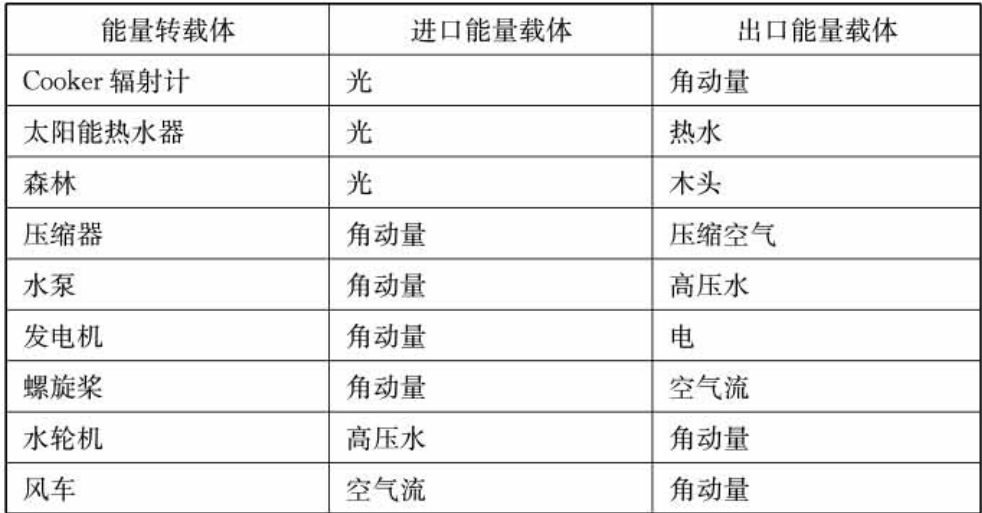 能量转载体 进口能量载体 出口能量载体
Cooker 辐射计 光 角动量
太阳能热水器 光 热水
森林 光 木头
压缩器 角动量 压缩空气
水泵 角动量 高压水
发电机 角动量 电
螺旋桨 角动量 空气流
水轮机 高压水 角动量
风车 空气流 角动量